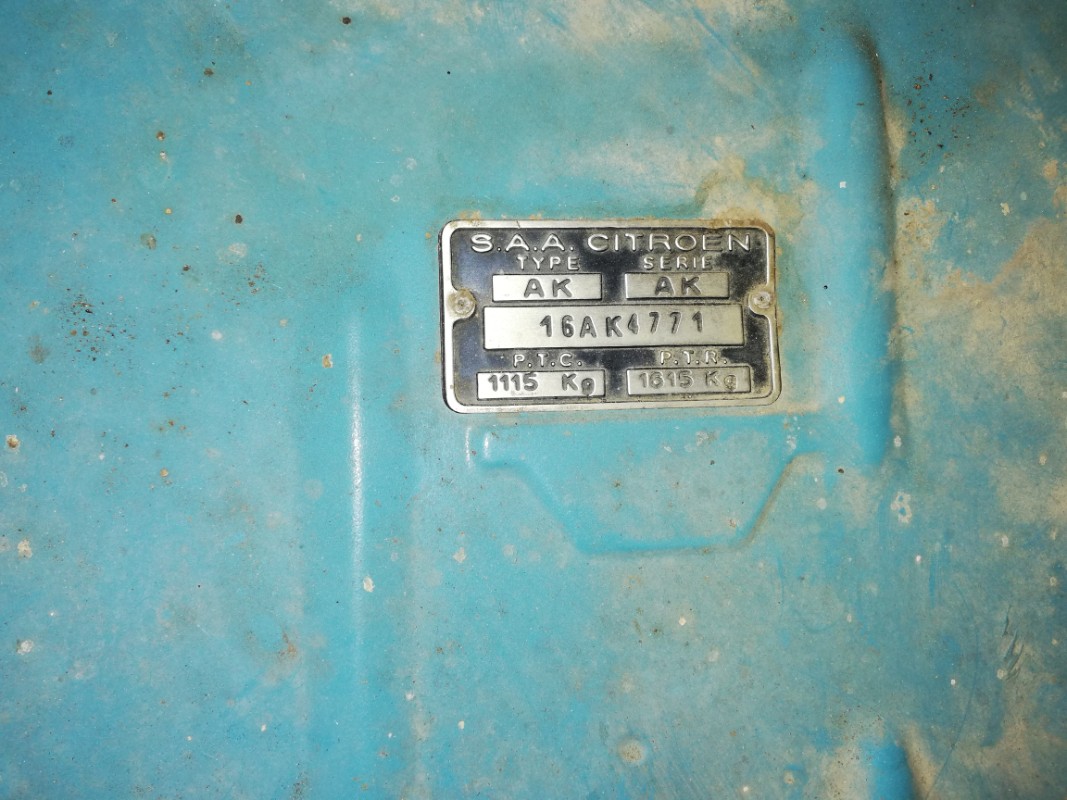 S.A.A. CITROEN
TYPE SERIE
AK AK
16AK4771
P.T.C. P.T.R.
1115 Kg 1615 Kg